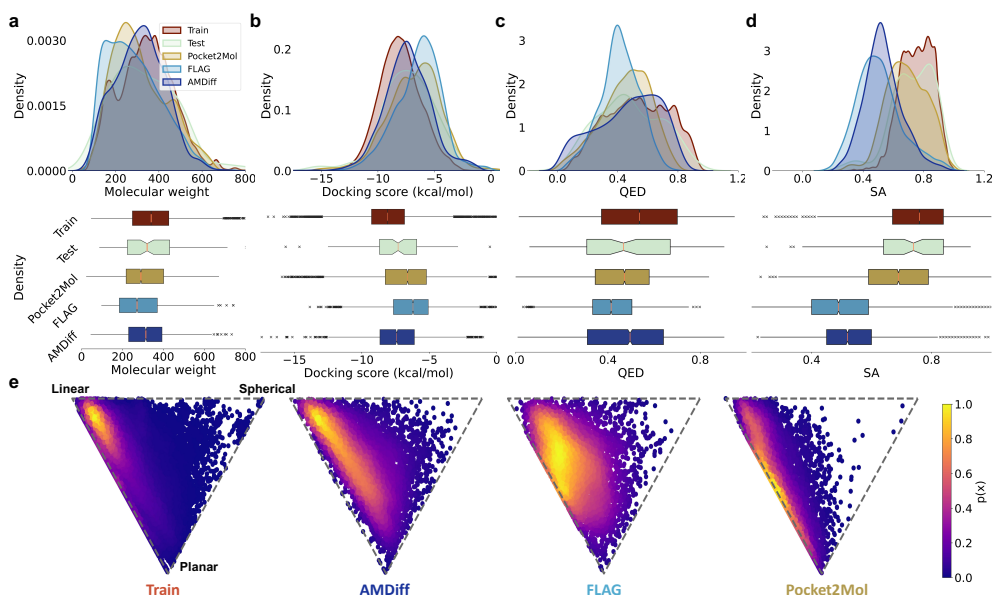 a
b
c
d
Train
Test
Pocket2Mol
FLAG
AMDiff
Density
0.0030
0.0015
0.0000
0 200 400 600 800
Molecular weight
Density
0.2
0.1
0.0
−15 −10 −5 0
Docking score (kcal/mol)
Density
3
2
1
0
0.0 0.4 0.8 1.2
QED
Density
3
2
1
0
0.0 0.4 0.8 1.2
SA
Density
Train
Test
Pocket2Mol
FLAG
AMDiff
0 200 400 600 800
Molecular weight
−15 −10 −5 0
Docking score (kcal/mol)
0.0 0.4 0.8
QED
0.4 0.8
SA
e
Linear
Spherical
Planar
1.0
0.8
0.6
0.4
0.2
0.0
p(x)
Train
AMDiff
FLAG
Pocket2Mol